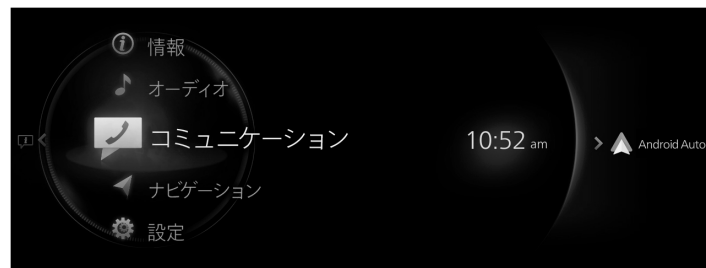 情報
オーディオ
コミュニケーション
10:52 am
Android Auto
ナビゲーション
設定